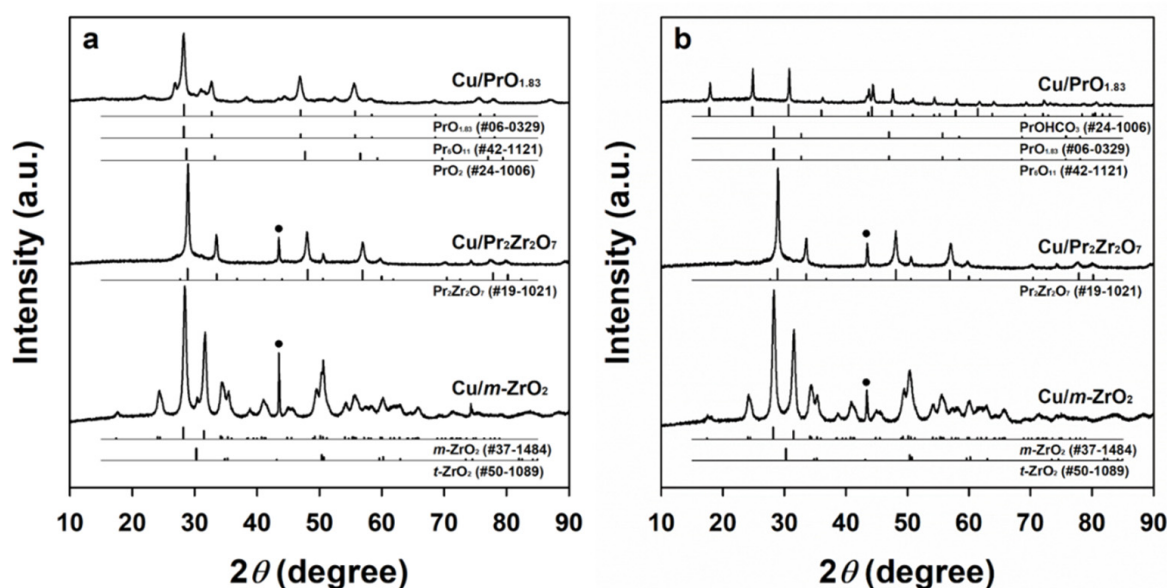 a
Intensity (a.u.)
Cu/PrO₁.₈₃
PrO₁.₈₃ (#06-0329)
Pr₆O₁₁ (#42-1121)
PrO₂ (#24-1006)
Cu/Pr₂Zr₂O₇
Pr₂Zr₂O₇ (#19-1021)
Cu/m-ZrO₂
m-ZrO₂ (#37-1484)
t-ZrO₂ (#50-1089)
10 20 30 40 50 60 70 80 90
2θ (degree)
b
Intensity (a.u.)
Cu/PrO₁.₈₃
PrOHCO₃ (#24-1006)
PrO₁.₈₃ (#06-0329)
Pr₆O₁₁ (#42-1121)
Cu/Pr₂Zr₂O₇
Pr₂Zr₂O₇ (#19-1021)
Cu/m-ZrO₂
m-ZrO₂ (#37-1484)
t-ZrO₂ (#50-1089)
10 20 30 40 50 60 70 80 90
2θ (degree)